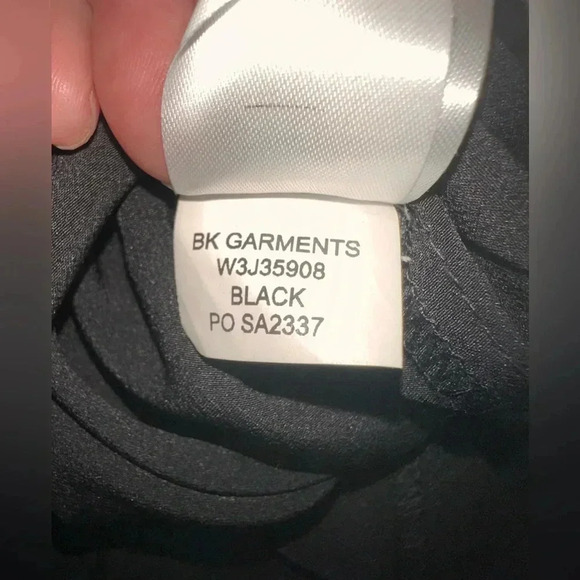 BK GARMENTS
W3J35908
BLACK
PO SA2337